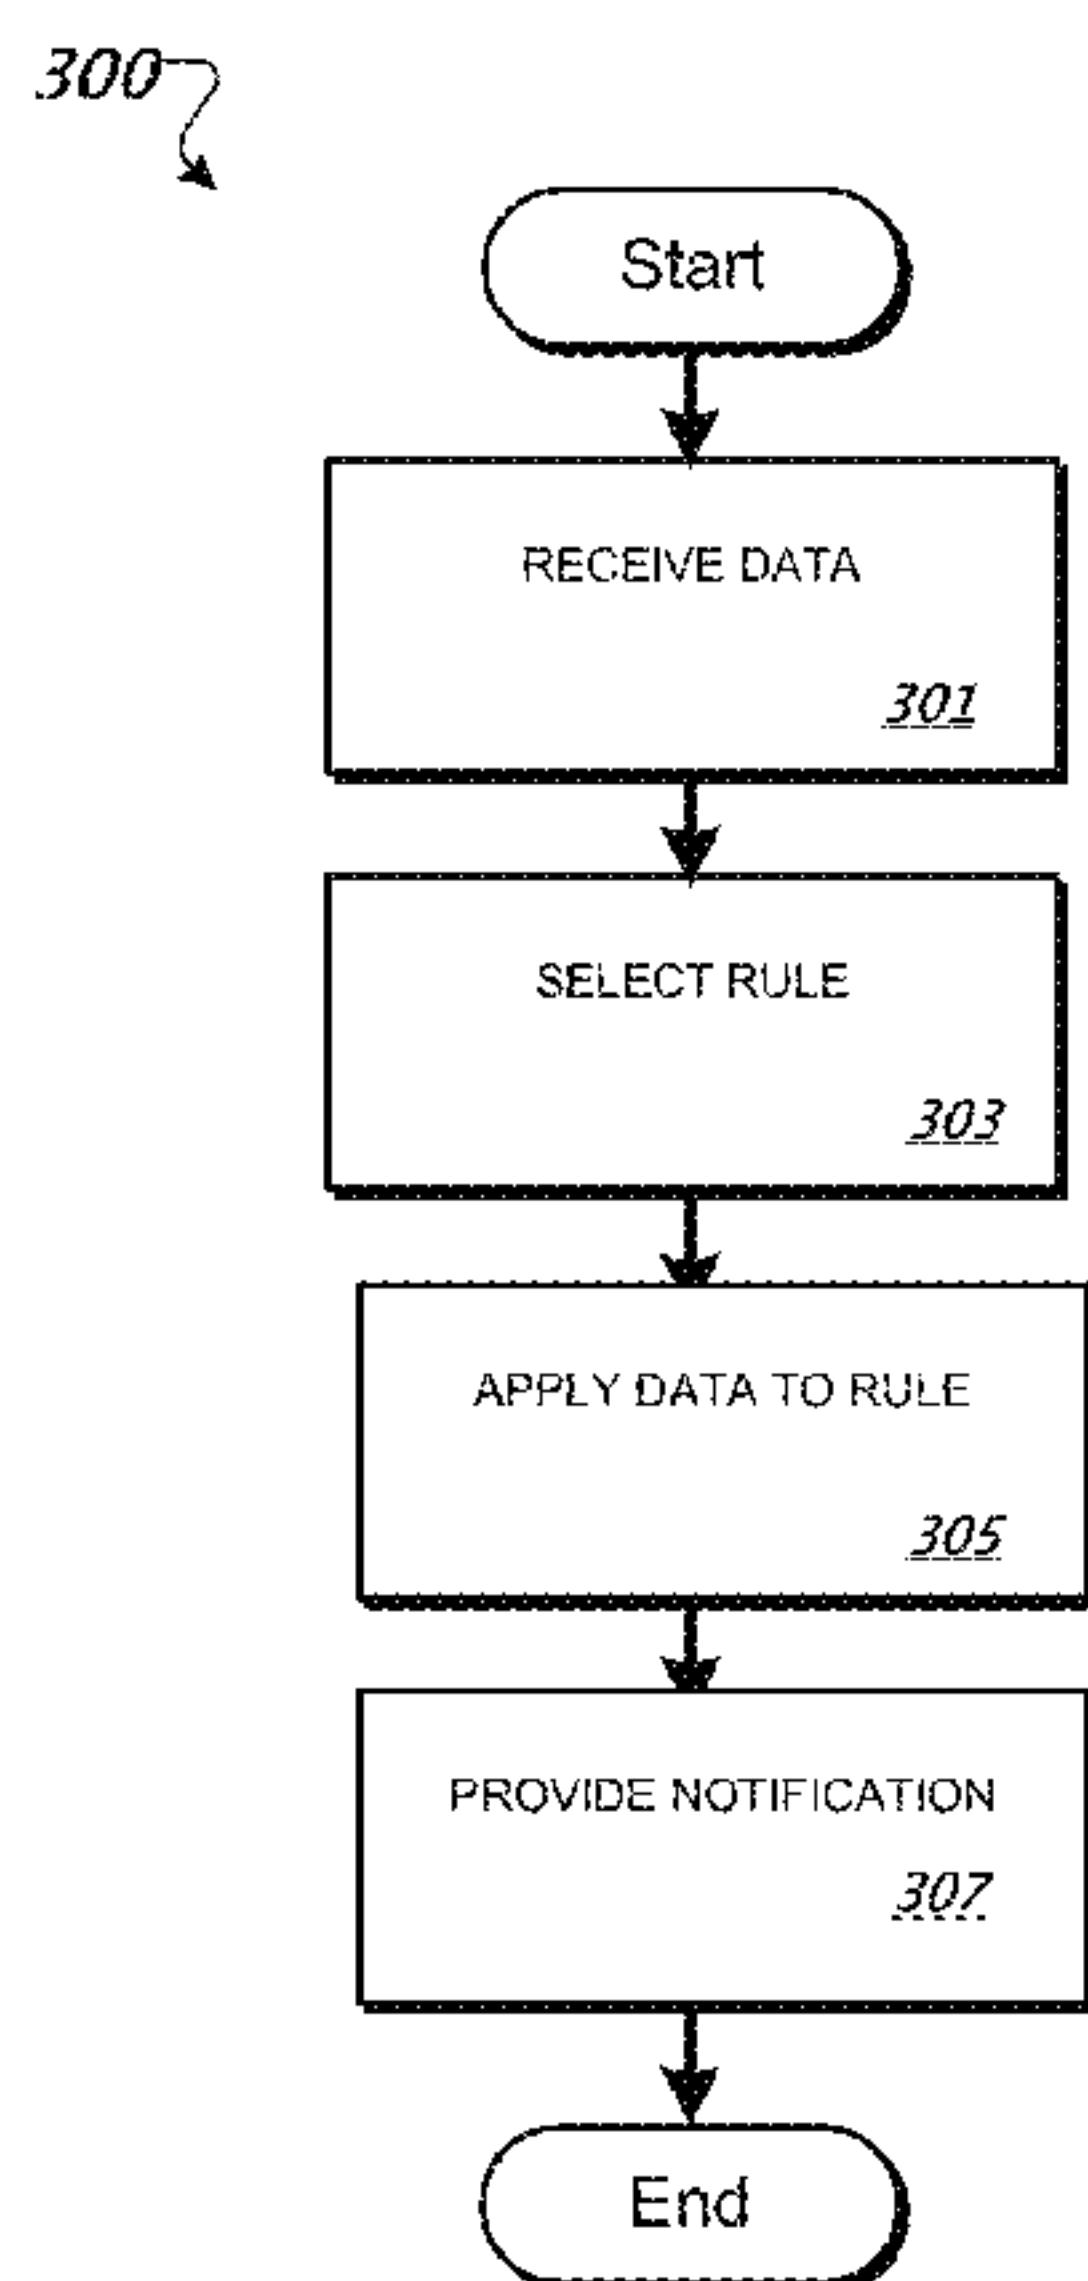 300
Start
RECEIVE DATA
301
SELECT RULE
303
APPLY DATA TO RULE
305
PROVIDE NOTIFICATION
307
End